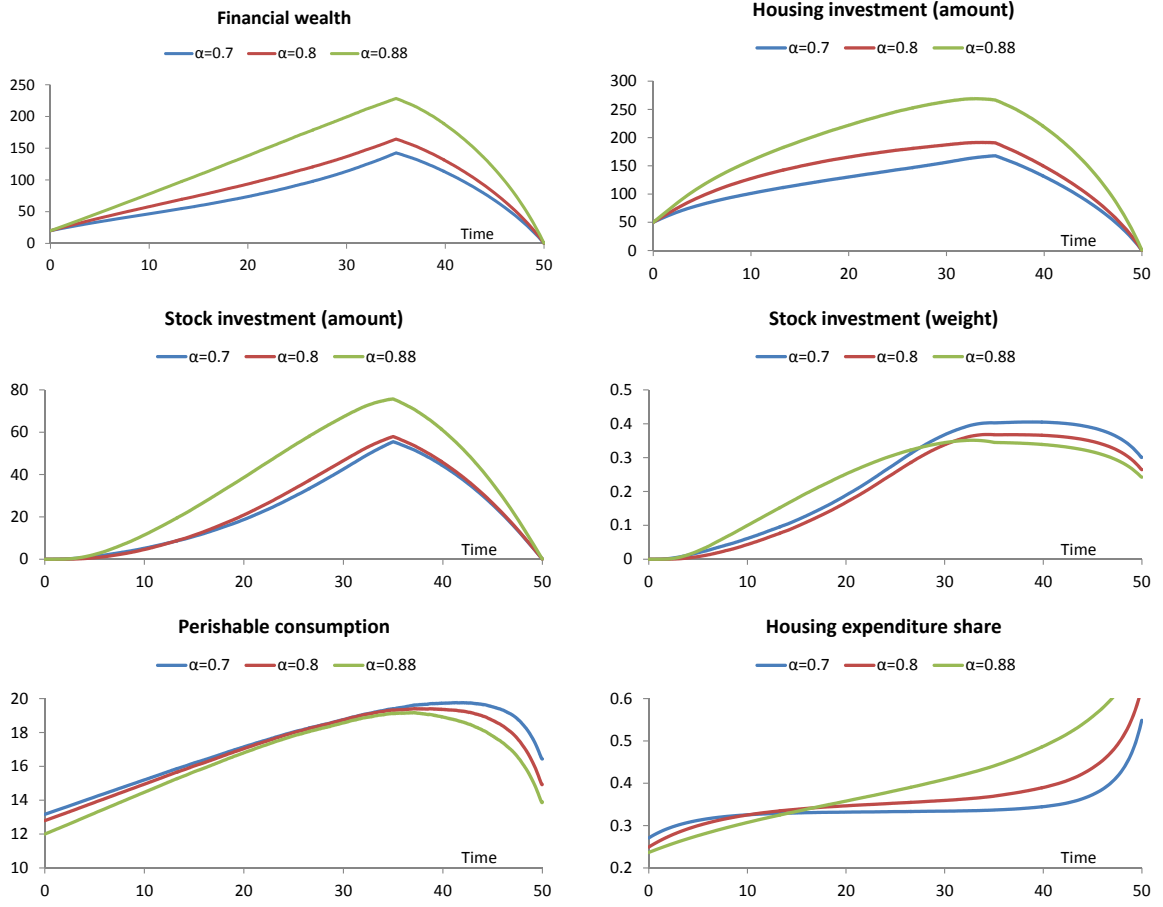 Financial wealth
α=0.7 α=0.8 α=0.88
250
200
150
100
50
0
Time
0 10 20 30 40 50
Housing investment (amount)
α=0.7 α=0.8 α=0.88
300
250
200
150
100
50
0
Time
0 10 20 30 40 50
Stock investment (amount)
α=0.7 α=0.8 α=0.88
80
60
40
20
0
Time
0 10 20 30 40 50
Stock investment (weight)
α=0.7 α=0.8 α=0.88
0.5
0.4
0.3
0.2
0.1
0
Time
0 10 20 30 40 50
Perishable consumption
α=0.7 α=0.8 α=0.88
20
18
16
14
12
10
Time
0 10 20 30 40 50
Housing expenditure share
α=0.7 α=0.8 α=0.88
0.6
0.5
0.4
0.3
0.2
Time
0 10 20 30 40 50